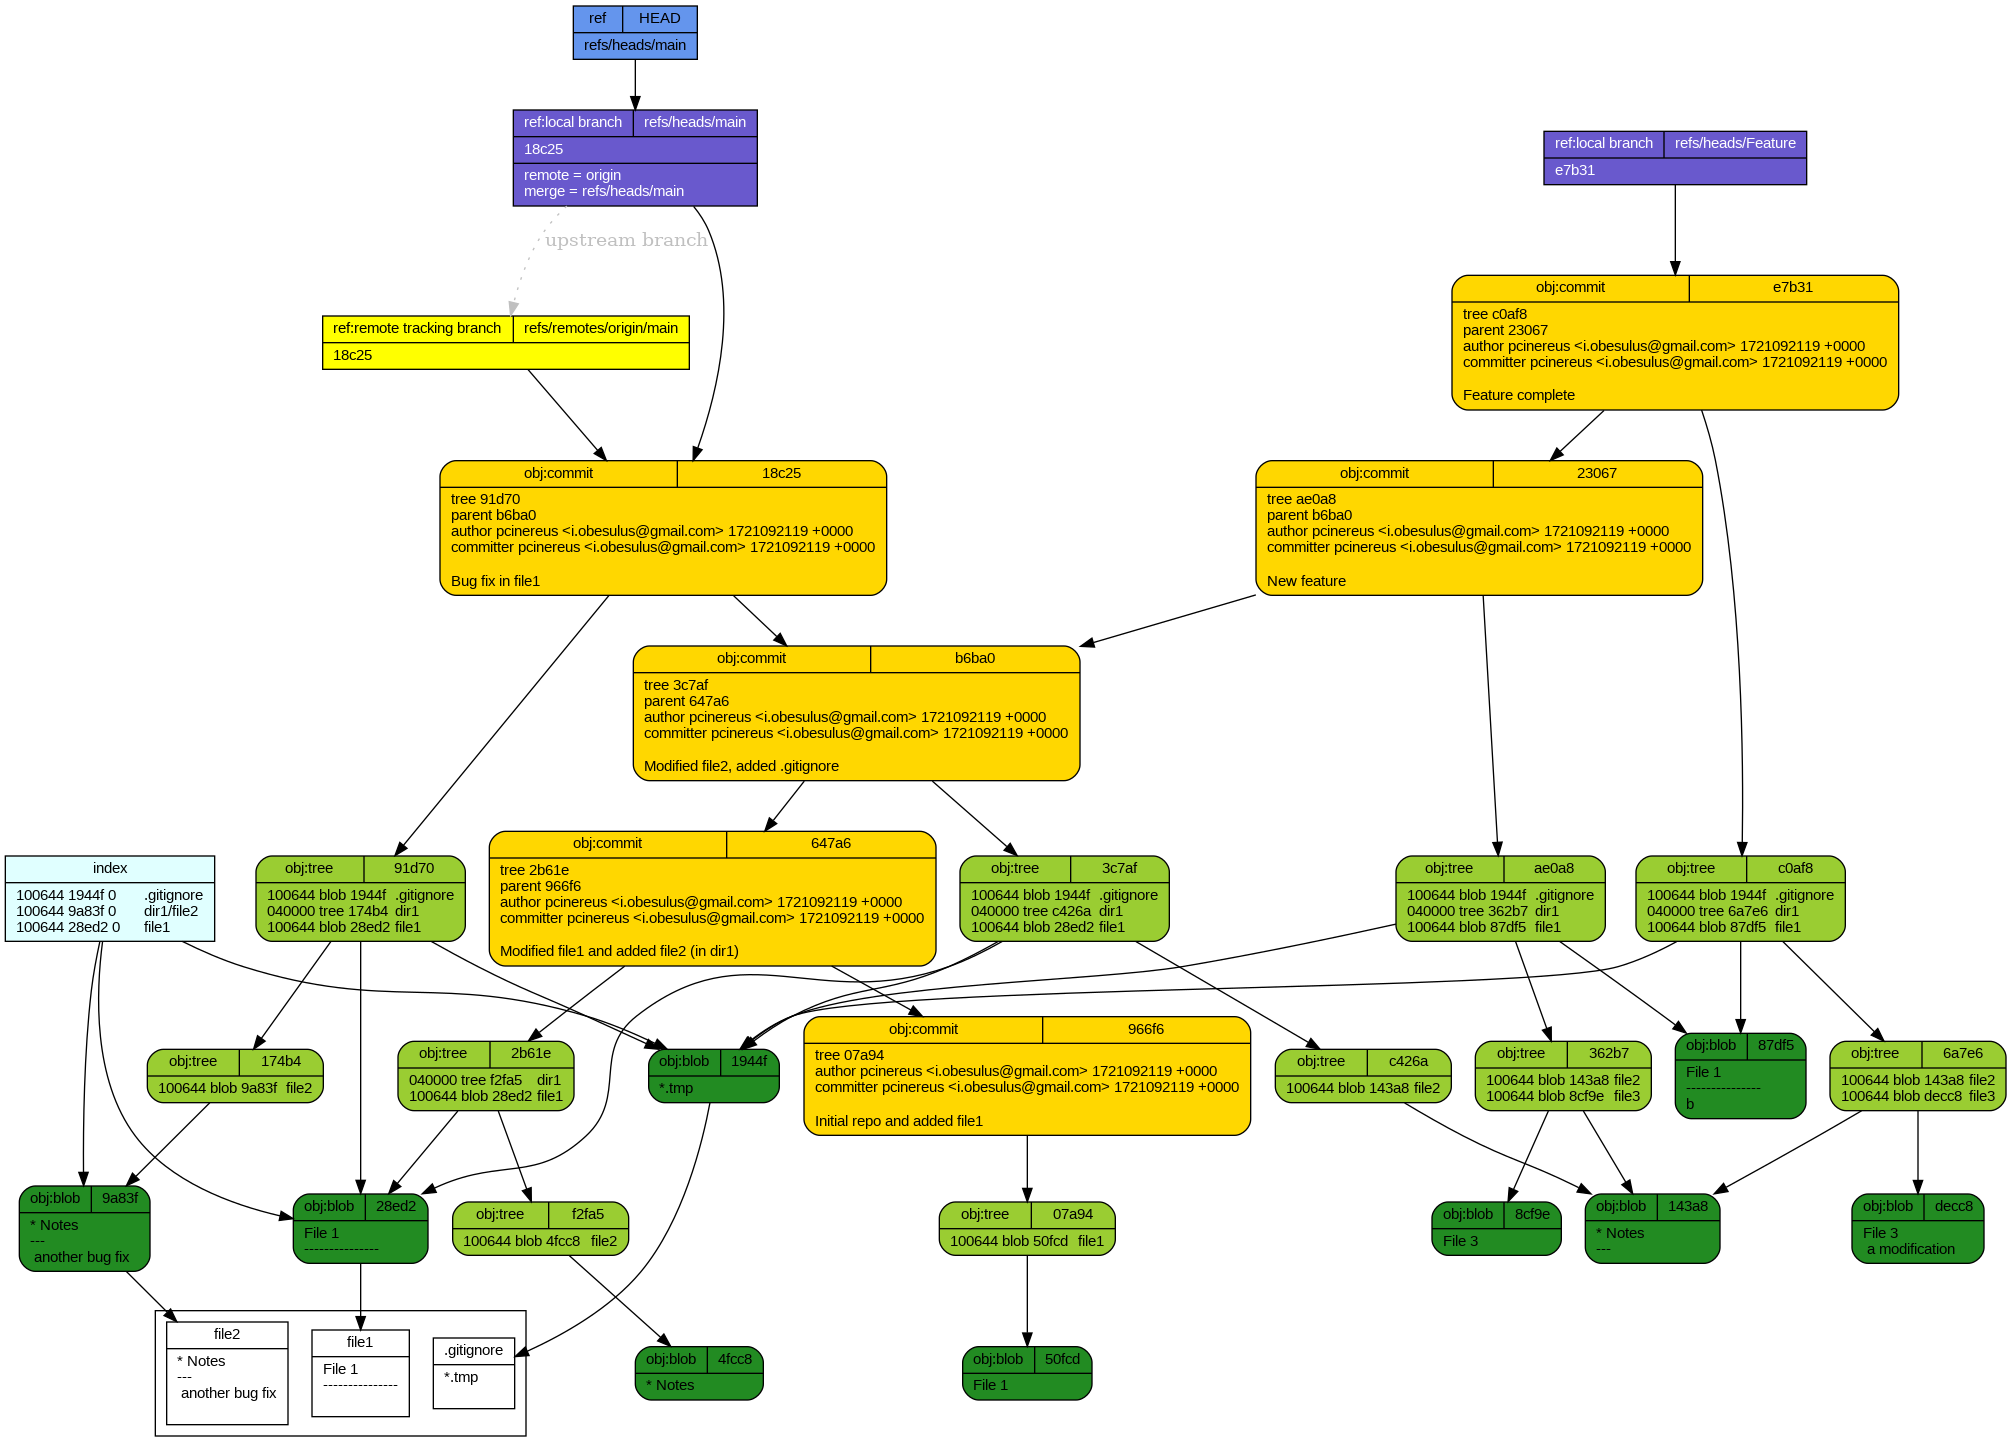 ref HEAD
refs/heads/main
ref:local branch refs/heads/main
18c25
remote = origin
merge = refs/heads/main
ref:local branch refs/heads/Feature
e7b31
upstream branch
obj:commit e7b31
tree c0af8
parent 23067
author pcinereus <i.obesulus@gmail.com> 1721092119 +0000
committer pcinereus <i.obesulus@gmail.com> 1721092119 +0000
Feature complete
ref:remote tracking branch refs/remotes/origin/main
18c25
obj:commit 18c25
tree 91d70
parent b6ba0
author pcinereus <i.obesulus@gmail.com> 1721092119 +0000
committer pcinereus <i.obesulus@gmail.com> 1721092119 +0000
Bug fix in file1
obj:commit 23067
tree ae0a8
parent b6ba0
author pcinereus <i.obesulus@gmail.com> 1721092119 +0000
committer pcinereus <i.obesulus@gmail.com> 1721092119 +0000
New feature
obj:commit b6ba0
tree 3c7af
parent 647a6
author pcinereus <i.obesulus@gmail.com> 1721092119 +0000
committer pcinereus <i.obesulus@gmail.com> 1721092119 +0000
Modified file2, added .gitignore
index
100644 1944f 0 .gitignore
100644 9a83f 0 dir1/file2
100644 28ed2 0 file1
obj:tree 91d70
100644 blob 1944f .gitignore
040000 tree 174b4 dir1
100644 blob 28ed2 file1
obj:commit 647a6
tree 2b61e
parent 966f6
author pcinereus <i.obesulus@gmail.com> 1721092119 +0000
committer pcinereus <i.obesulus@gmail.com> 1721092119 +0000
Modified file1 and added file2 (in dir1)
obj:tree 3c7af
100644 blob 1944f .gitignore
040000 tree c426a dir1
100644 blob 28ed2 file1
obj:tree ae0a8
100644 blob 1944f .gitignore
040000 tree 362b7 dir1
100644 blob 87df5 file1
obj:tree c0af8
100644 blob 1944f .gitignore
040000 tree 6a7e6 dir1
100644 blob 87df5 file1
obj:tree 174b4
100644 blob 9a83f file2
obj:tree 2b61e
040000 tree f2fa5 dir1
100644 blob 28ed2 file1
obj:blob 1944f
*.tmp
obj:commit 966f6
tree 07a94
author pcinereus <i.obesulus@gmail.com> 1721092119 +0000
committer pcinereus <i.obesulus@gmail.com> 1721092119 +0000
Initial repo and added file1
obj:tree c426a
100644 blob 143a8 file2
obj:tree 362b7
100644 blob 143a8 file2
100644 blob 8cf9e file3
obj:blob 87df5
File 1
---------------
b
obj:tree 6a7e6
100644 blob 143a8 file2
100644 blob decc8 file3
obj:blob 9a83f
* Notes
---
another bug fix
obj:blob 28ed2
File 1
---------------
obj:tree f2fa5
100644 blob 4fcc8 file2
obj:tree 07a94
100644 blob 50fcd file1
obj:blob 8cf9e
File 3
obj:blob 143a8
* Notes
---
obj:blob decc8
File 3
a modification
file2
* Notes
---
another bug fix
file1
File 1
---------------
.gitignore
*.tmp
obj:blob 4fcc8
* Notes
obj:blob 50fcd
File 1